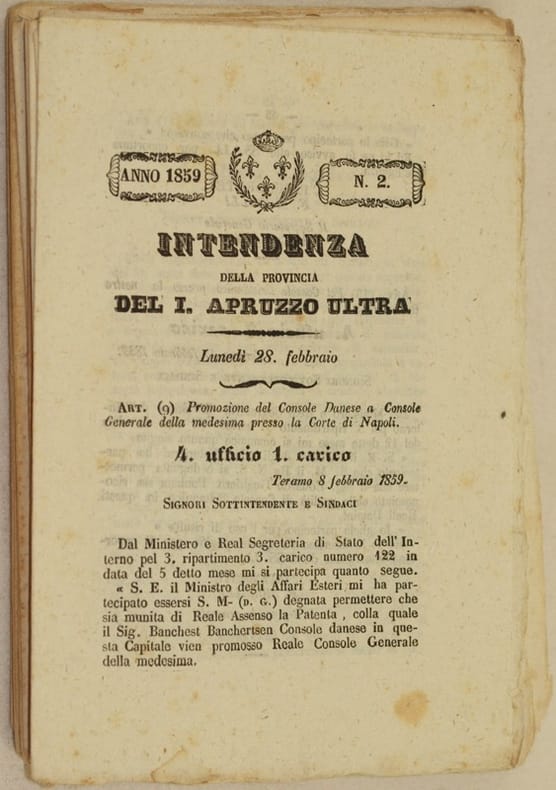 ANNO 1859
N. 2.
INTENDENZA
DELLA PROVINCIA
DEL I. APRUZZO ULTRA
Lunedì 28. febbraio
ART. (9) Promozione del Console Danese a Console
Generale della medesima presso la Corte di Napoli.
4. ufficio 1. carico
Teramo 8 febbraio 1859.
SIGNORI SOTTINTENDENTE E SINDACI
Dal Ministero e Real Segreteria di Stato dell' In-
terno pel 3. ripartimento 3. carico numero 122 in
data del 5 detto mese mi si partecipa quanto segue.
« S. E. il Ministro degli Affari Esteri mi ha par-
tecipato essersi S. M- (D. G.) degnata permettere che
sia munita di Reale Assenso la Patenta , colla quale
il Sig. Banchest Banchertsen Console danese in que-
sta Capitale vien promosso Reale Console Generale
della medesima.